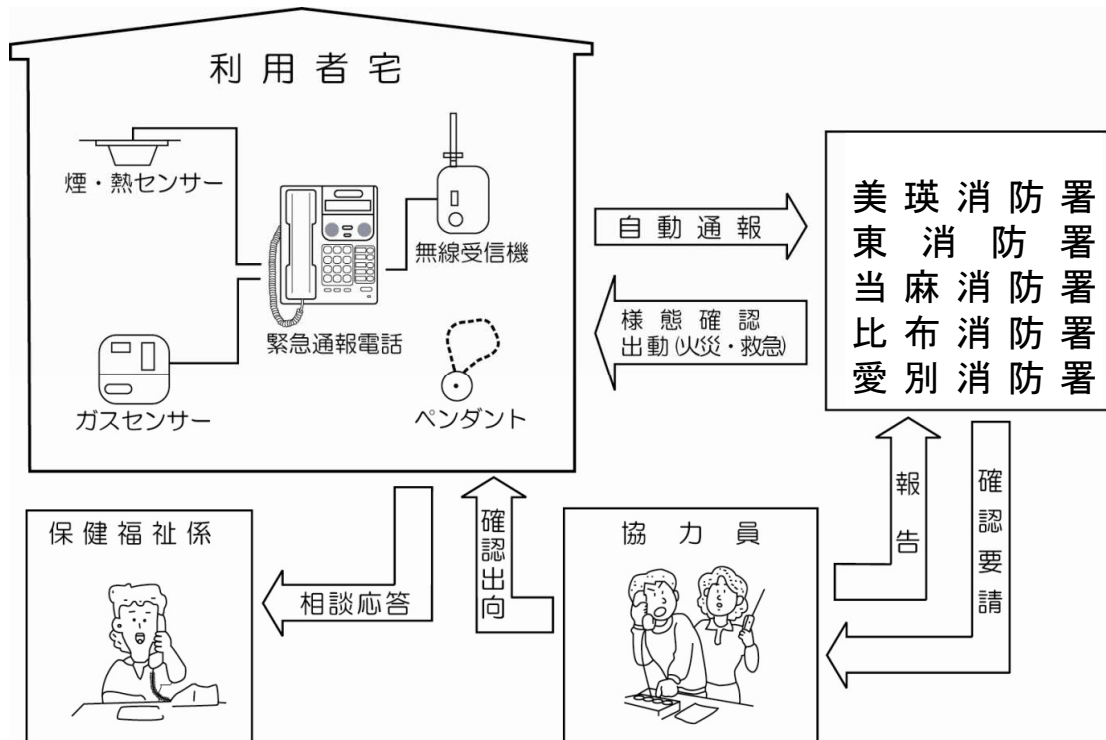 利用者宅
煙・熱センサー
無線受信機
緊急通報電話
ガスセンサー
ペンダント
自動通報
様態確認
出動(火災・救急)
美瑛消防署
東消防署
当麻消防署
比布消防署
愛別消防署
報告
確認要請
確認出向
相談応答
保健福祉係
協力員